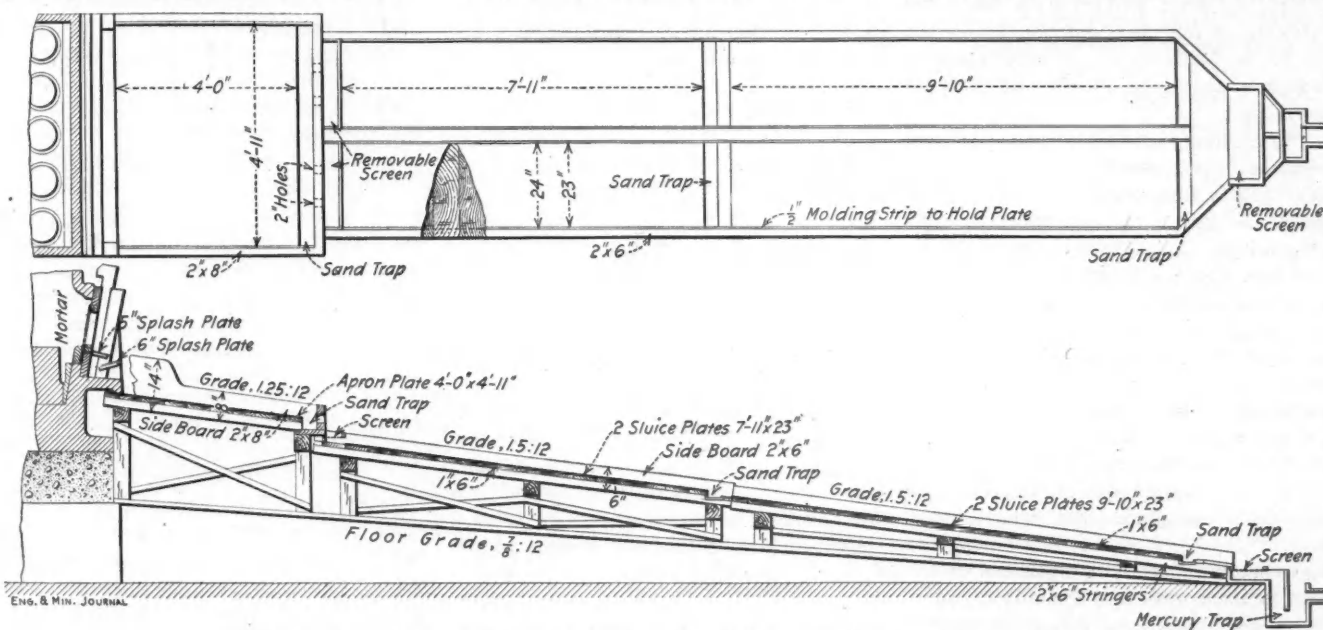 4'-0"
4'-11"
7'-11"
9'-10"
Removable
Screen
2" Holes
24"
23"
Sand Trap
1/2" Molding Strip to Hold Plate
Removable
Screen
2"x8"
Sand Trap
2"x6"
Sand Trap
Mortar
5" Splash Plate
6" Splash Plate
14"
Grade, 1.25:12
8"
Apron Plate 4'-0"x4'-11"
Sand Trap
Screen
Side Board 2"x8"
Grade, 1.5:12
2 Sluice Plates 7'-11"x23"
Side Board 2"x6"
1"x6"
6"
Sand Trap
Grade, 1.5:12
2 Sluice Plates 9'-10"x23"
1"x6"
Sand Trap
Screen
Floor Grade, 7/8:12
2"x6" Stringers
Mercury Trap
ENG. & MIN. JOURNAL